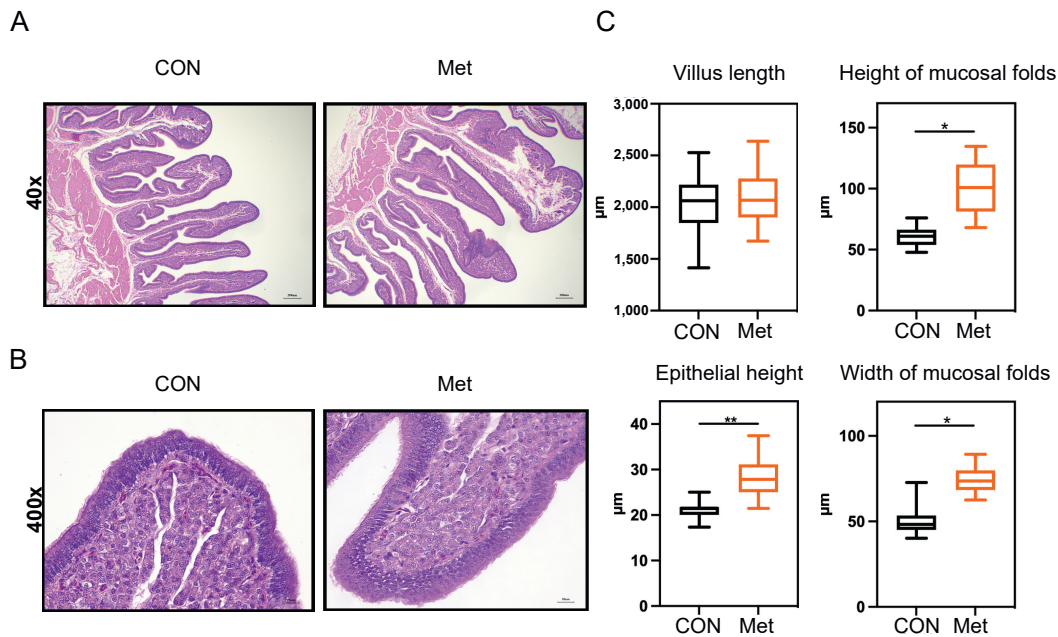 A
CON
Met
40x
B
CON
Met
400x
C
Villus length
3,000
2,500
2,000
1,500
1,000
µm
CON
Met
Height of mucosal folds
150
100
50
0
µm
*
CON
Met
Epithelial height
40
30
20
10
0
µm
**
CON
Met
Width of mucosal folds
100
50
0
µm
*
CON
Met